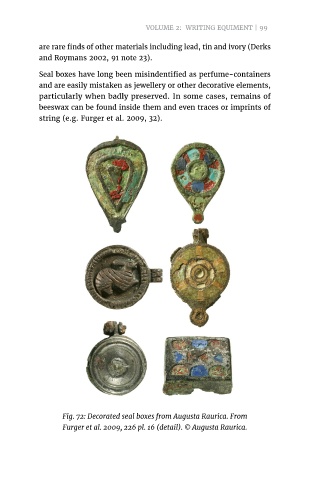 VOLUME 2: WRITING EQUIMENT | 99
are rare finds of other materials including lead, tin and ivory (Derks
and Roymans 2002, 91 note 23).
Seal boxes have long been misindentified as perfume-containers
and are easily mistaken as jewellery or other decorative elements,
particularly when badly preserved. In some cases, remains of
beeswax can be found inside them and even traces or imprints of
string (e.g. Furger et al. 2009, 32).
Fig. 72: Decorated seal boxes from Augusta Raurica. From
Furger et al. 2009, 226 pl. 16 (detail). © Augusta Raurica.